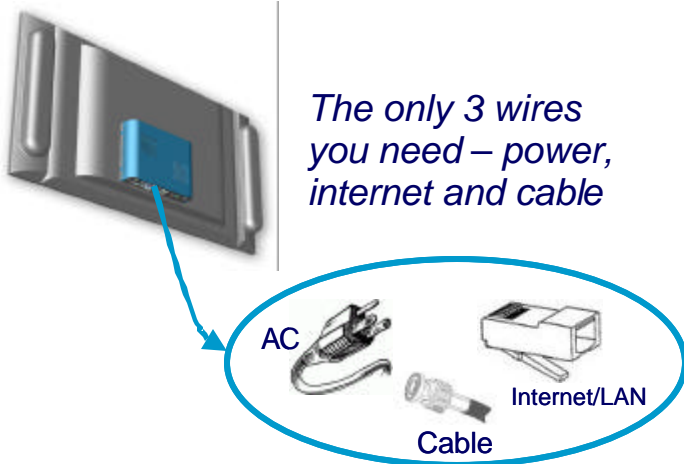 The only 3 wires
you need – power,
internet and cable
AC
Internet/LAN
Cable